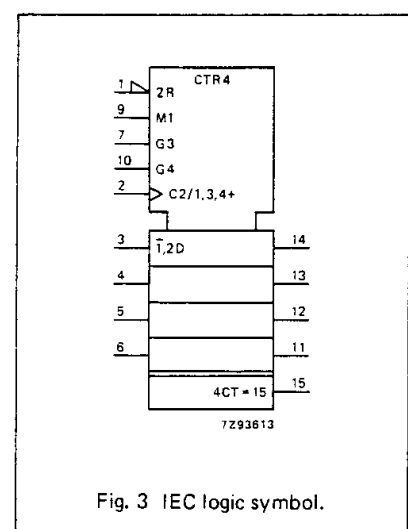 CTR4
1 2R
9 M1
7 G3
10 G4
2 C2/1,3,4+
3 1̅,2D 14
4 13
5 12
6 11
4CT = 15 15
7Z93613
Fig. 3 IEC logic symbol.